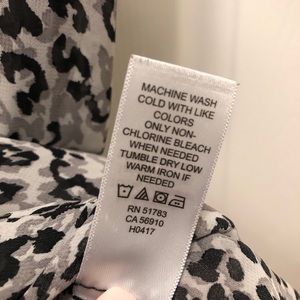 MACHINE WASH
COLD WITH LIKE
COLORS
ONLY NON-
CHLORINE BLEACH
WHEN NEEDED
TUMBLE DRY LOW
WARM IRON IF
NEEDED
RN 51783
CA 56910
H0417